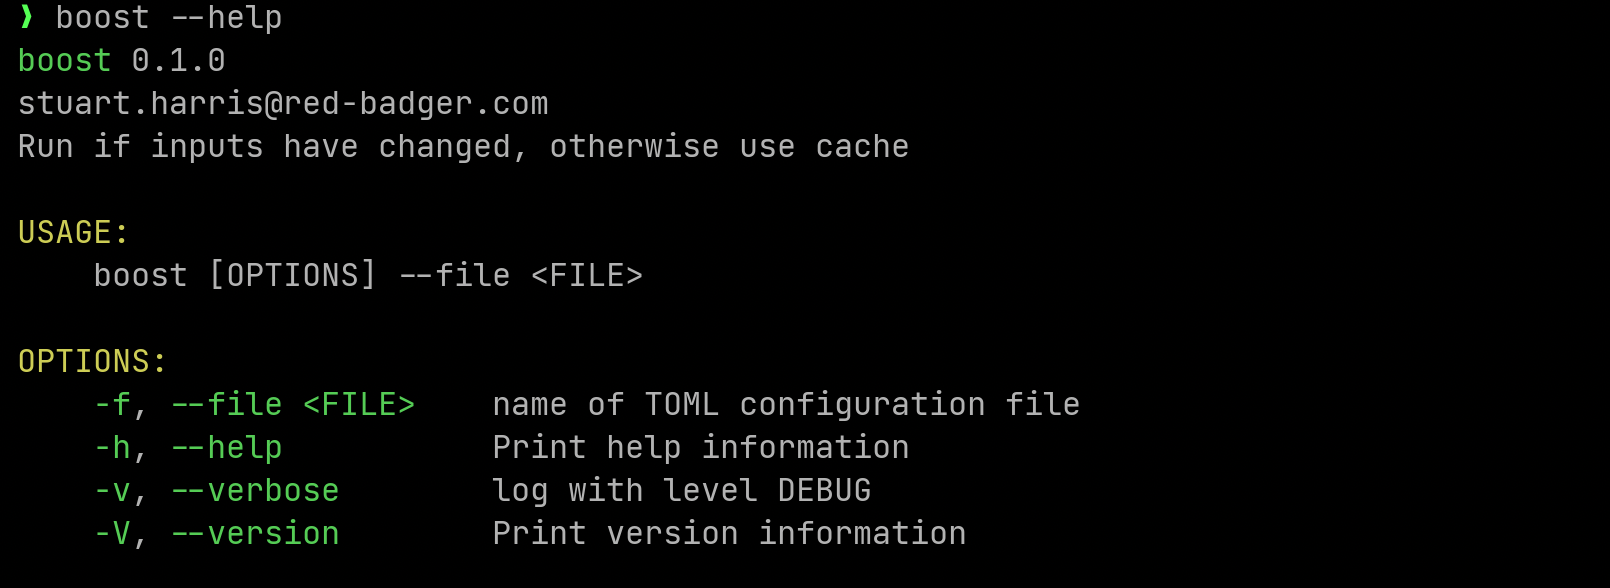 ❯ boost --help
boost 0.1.0
stuart.harris@red-badger.com
Run if inputs have changed, otherwise use cache

USAGE:
    boost [OPTIONS] --file <FILE>

OPTIONS:
    -f, --file <FILE>    name of TOML configuration file
    -h, --help           Print help information
    -v, --verbose        log with level DEBUG
    -V, --version        Print version information